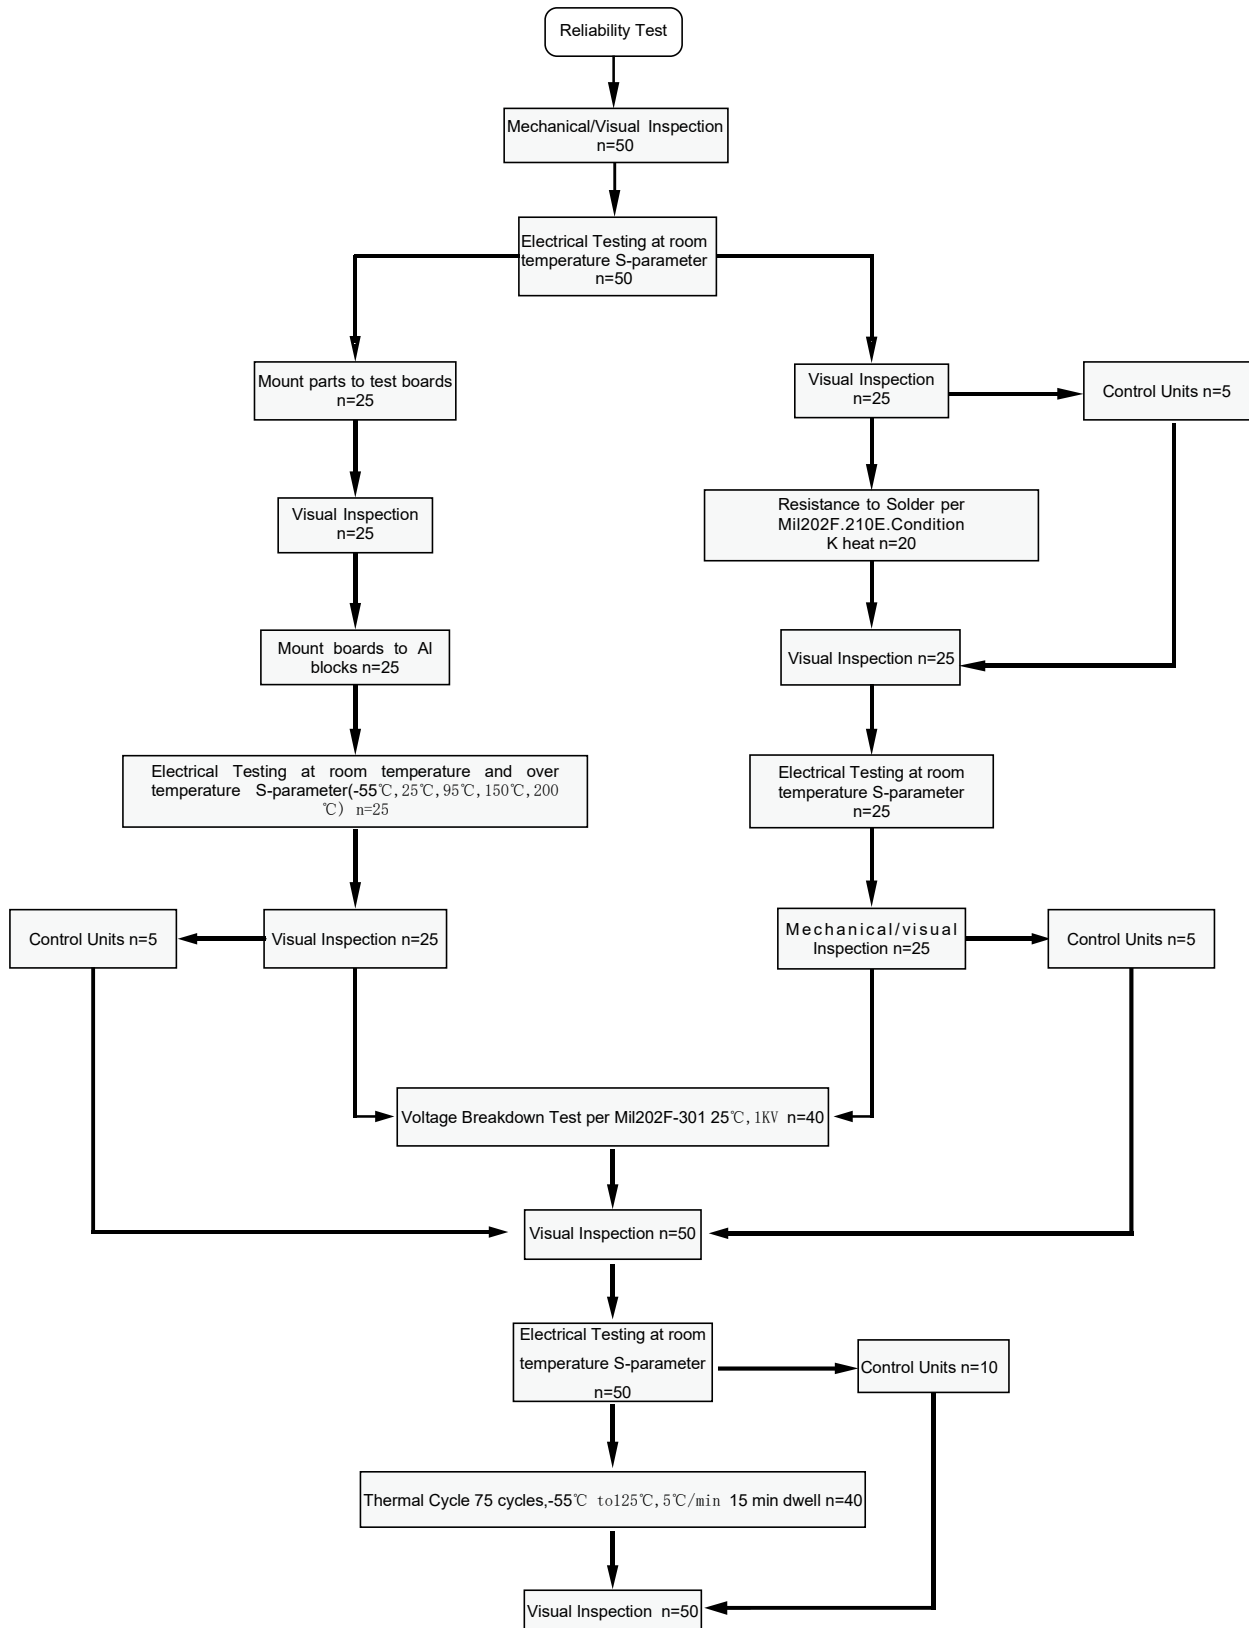 Reliability Test
Mechanical/Visual Inspection
n=50
Electrical Testing at room
temperature S-parameter
n=50
Mount parts to test boards
n=25
Visual Inspection
n=25
Control Units n=5
Visual Inspection
n=25
Resistance to Solder per
Mil202F.210E.Condition
K heat n=20
Mount boards to Al
blocks n=25
Visual Inspection n=25
Electrical Testing at room temperature and over
temperature S-parameter(-55℃,25℃,95℃,150℃,200
℃) n=25
Electrical Testing at room
temperature S-parameter
n=25
Control Units n=5
Visual Inspection n=25
Mechanical/visual
Inspection n=25
Control Units n=5
Voltage Breakdown Test per Mil202F-301 25℃,1KV n=40
Visual Inspection n=50
Electrical Testing at room
temperature S-parameter
n=50
Control Units n=10
Thermal Cycle 75 cycles,-55℃ to125℃,5℃/min 15 min dwell n=40
Visual Inspection n=50